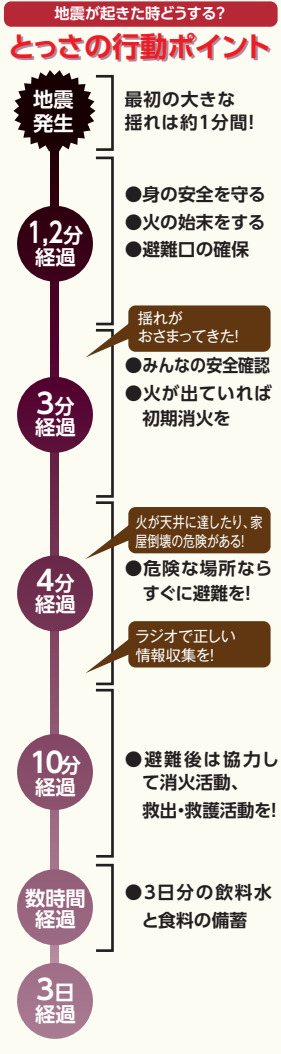 地震が起きた時どうする?
とっさの行動ポイント
地震
発生
最初の大きな
揺れは約1分間!
1,2分
経過
●身の安全を守る
●火の始末をする
●避難口の確保
揺れが
おさまってきた!
3分
経過
●みんなの安全確認
●火が出ていれば
初期消火を
火が天井に達したり、家
屋倒壊の危険がある!
4分
経過
●危険な場所なら
すぐに避難を!
ラジオで正しい
情報収集を!
10分
経過
●避難後は協力し
て消火活動、
救出・救護活動を!
数時間
経過
●3日分の飲料水
と食料の備蓄
3日
経過